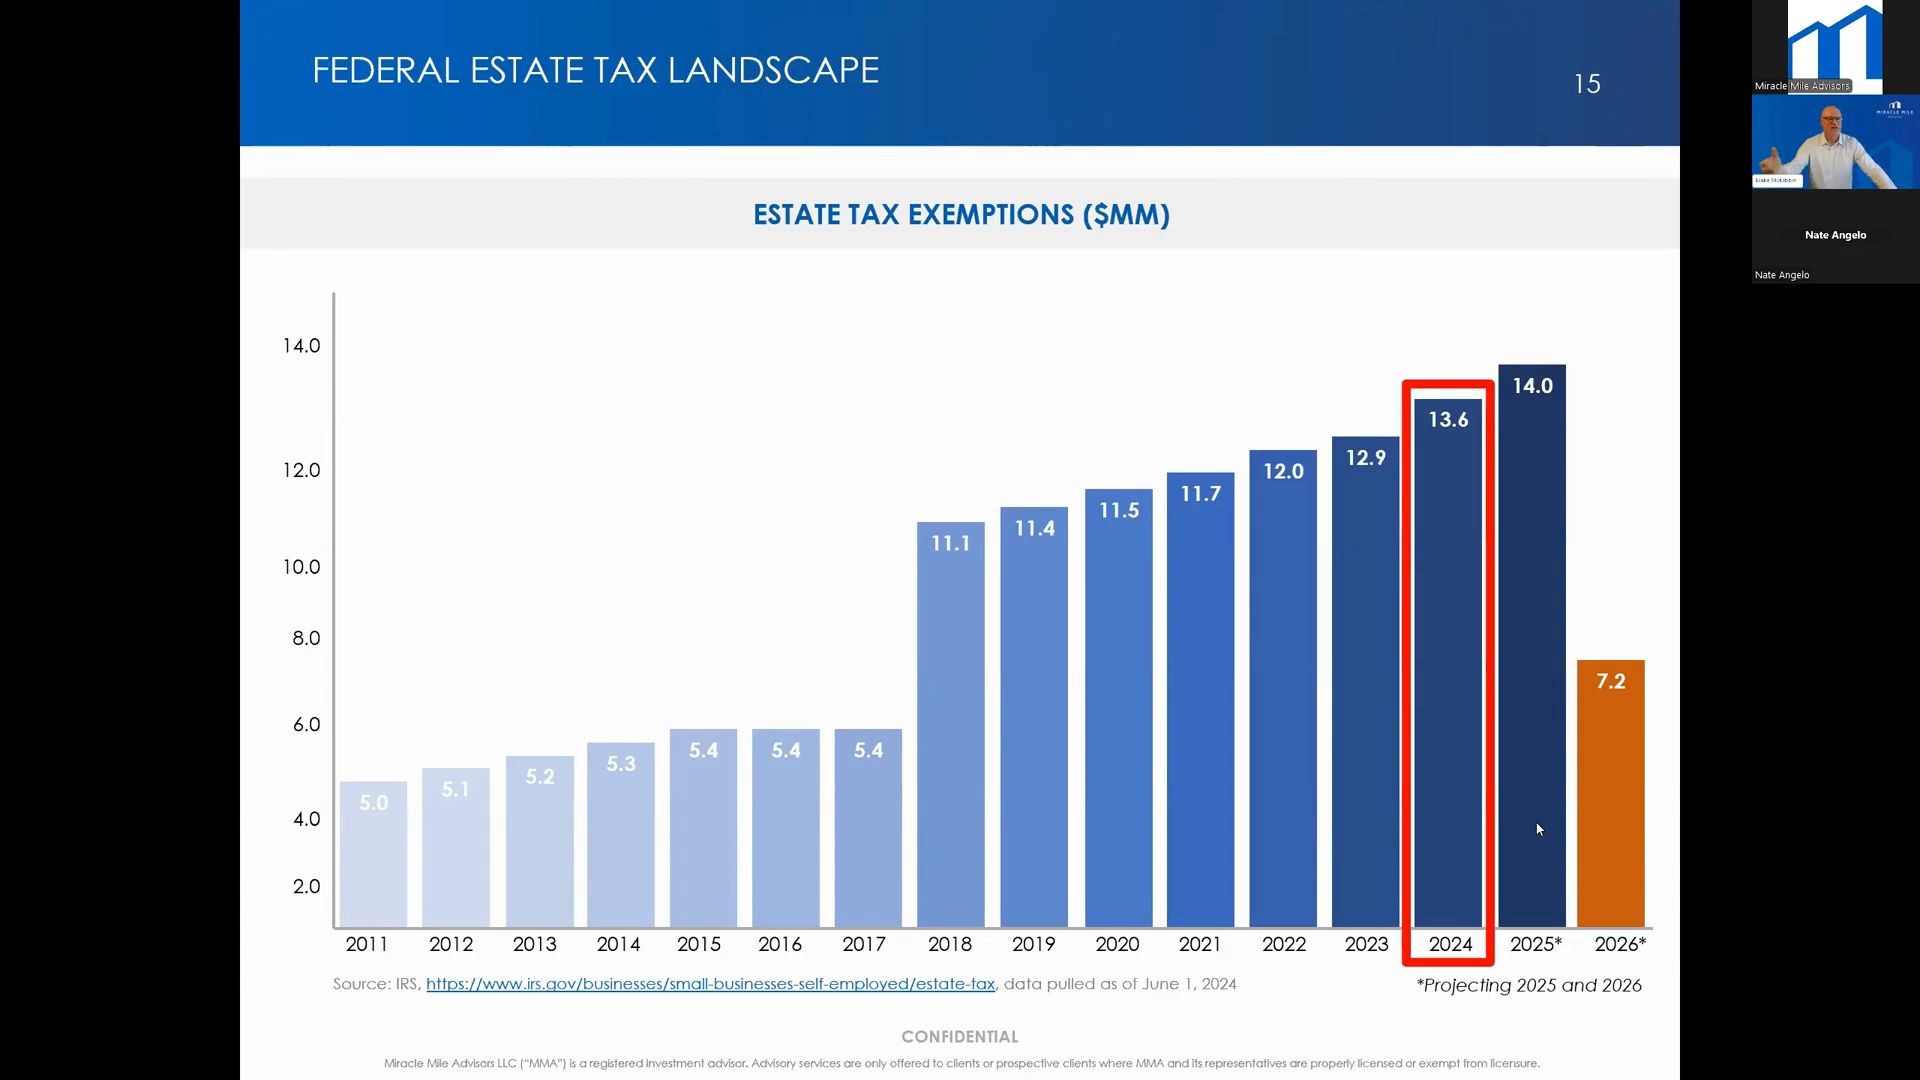 FEDERAL ESTATE TAX LANDSCAPE
15
ESTATE TAX EXEMPTIONS ($MM)
14.0
12.0
10.0
8.0
6.0
4.0
2.0
5.0
5.1
5.2
5.3
5.4
5.4
5.4
11.1
11.4
11.5
11.7
12.0
12.9
13.6
14.0
7.2
2011 2012 2013 2014 2015 2016 2017 2018 2019 2020 2021 2022 2023 2024 2025* 2026*
Source: IRS, https://www.irs.gov/businesses/small-businesses-self-employed/estate-tax, data pulled as of June 1, 2024
*Projecting 2025 and 2026
CONFIDENTIAL
Miracle Mile Advisors LLC (“MMA”) is a registered investment advisor. Advisory services are only offered to clients or prospective clients where MMA and its representatives are properly licensed or exempt from licensure.
Miracle Mile Advisors
MIRACLE MILE
Nate Angelo
Nate Angelo